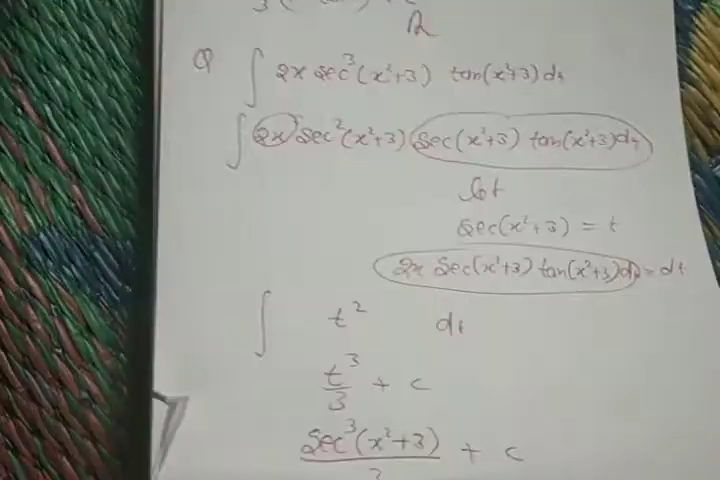 Q ∫ 2x sec³(x²+3) tan(x²+3) dx
∫ 2x sec²(x²+3) sec(x²+3) tan(x²+3) dx
let
sec(x²+3) = t
2x sec(x²+3) tan(x²+3) dx = dt
∫ t² dt
t³/3 + c
sec³(x²+3)/3 + c